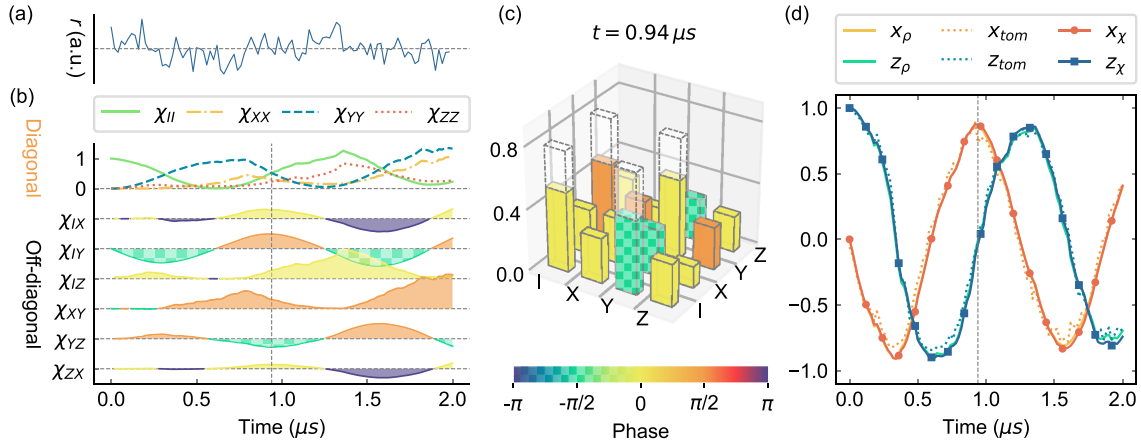 (a)
r (a.u.)
(b)
χII χXX χYY χZZ
Diagonal
1
0
Off-diagonal
χIX
χIY
χIZ
χXY
χYZ
χZX
0.0 0.5 1.0 1.5 2.0
Time (μs)
(c)
t = 0.94 μs
0.8
0.4
0.0
I X Y Z
I X Y Z
-π -π/2 0 π/2 π
Phase
(d)
xρ xtom xχ
zρ ztom zχ
1.0
0.5
0.0
−0.5
−1.0
0.0 0.5 1.0 1.5 2.0
Time (μs)